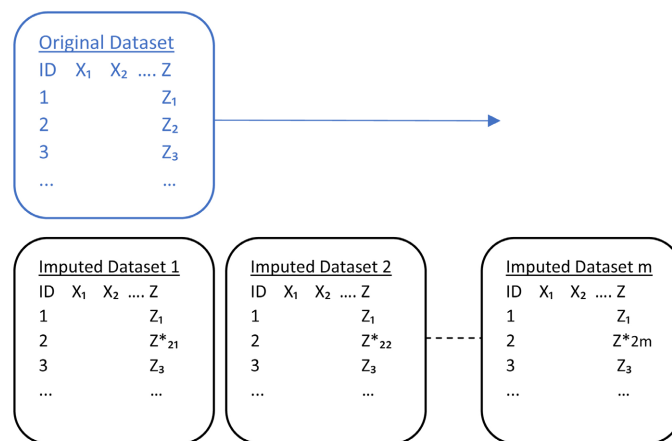 Original Dataset
ID X₁ X₂ .... Z
1 Z₁
2 Z₂
3 Z₃
... ...
Imputed Dataset 1
ID X₁ X₂ .... Z
1 Z₁
2 Z*₂₁
3 Z₃
... ...
Imputed Dataset 2
ID X₁ X₂ .... Z
1 Z₁
2 Z*₂₂
3 Z₃
... ...
Imputed Dataset m
ID X₁ X₂ .... Z
1 Z₁
2 Z*2m
3 Z₃
... ...